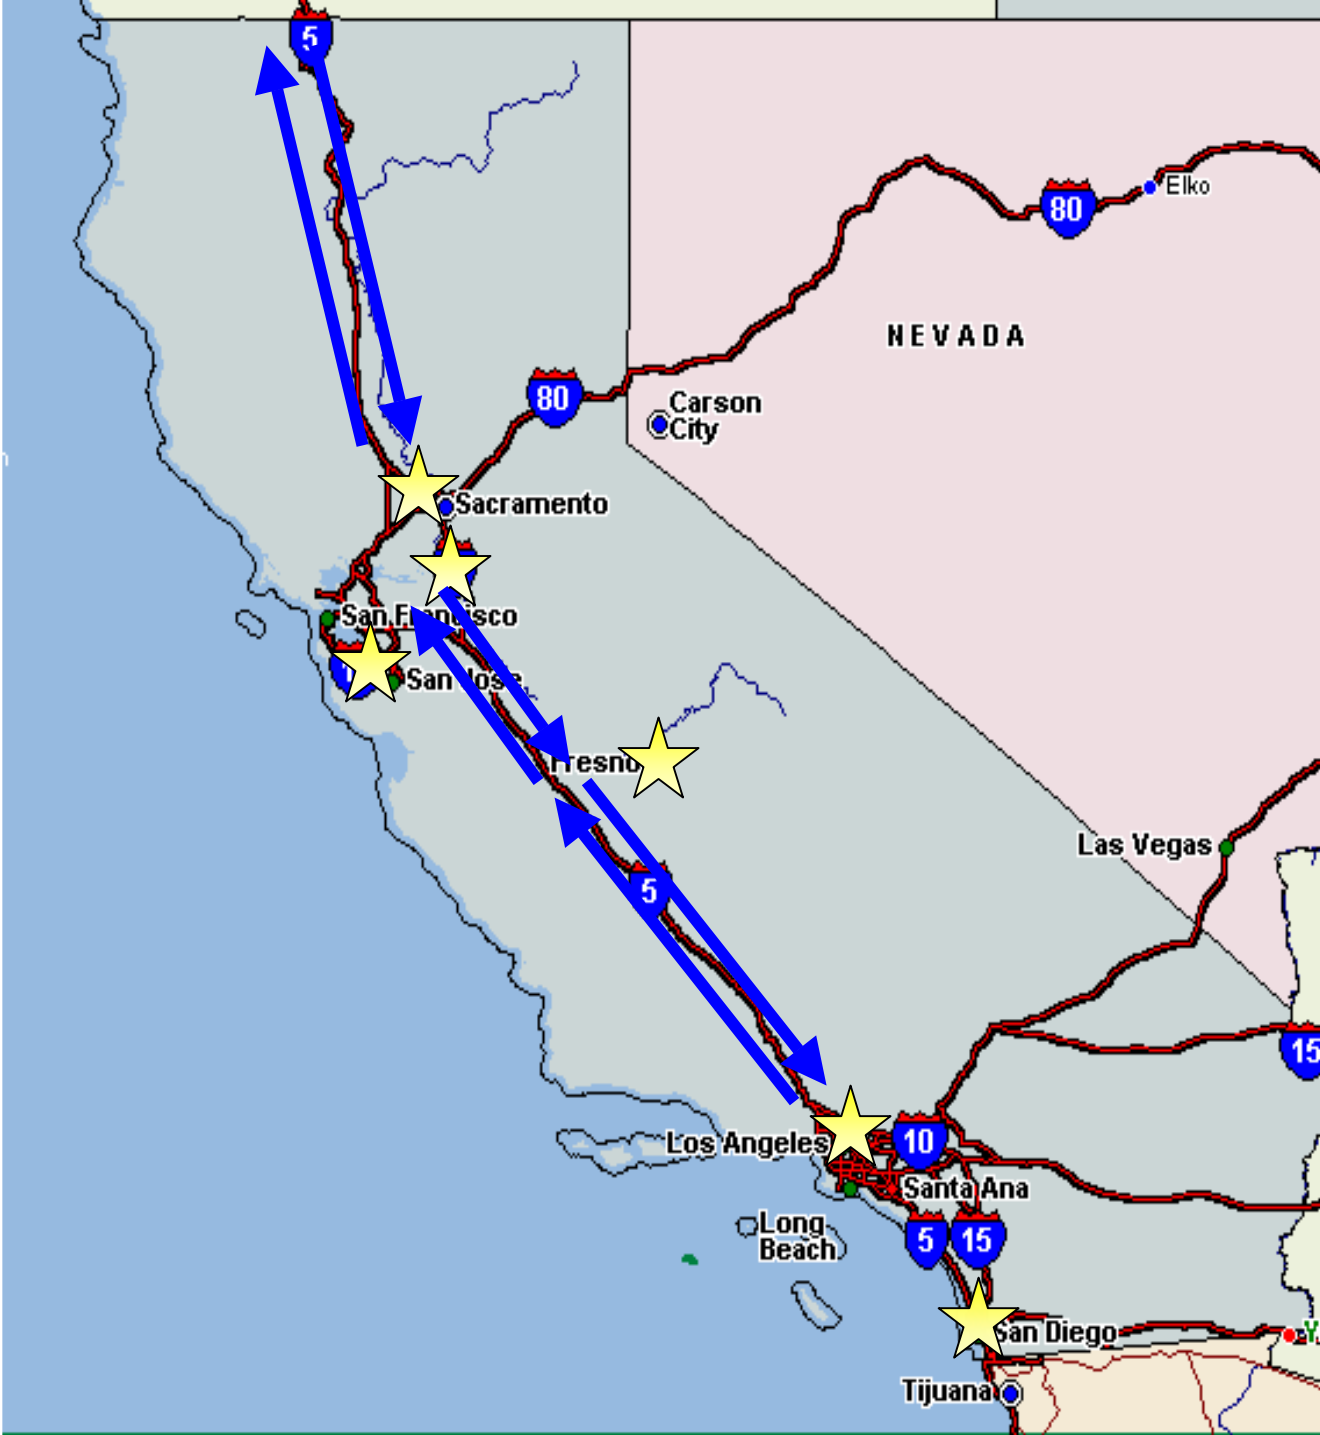 5
Elko
80
NEVADA
80
Carson
City
Sacramento
San Francisco
San Jose
Fresno
Las Vegas
5
15
Los Angeles
10
Santa Ana
Long
Beach
5
15
San Diego
Y
Tijuana